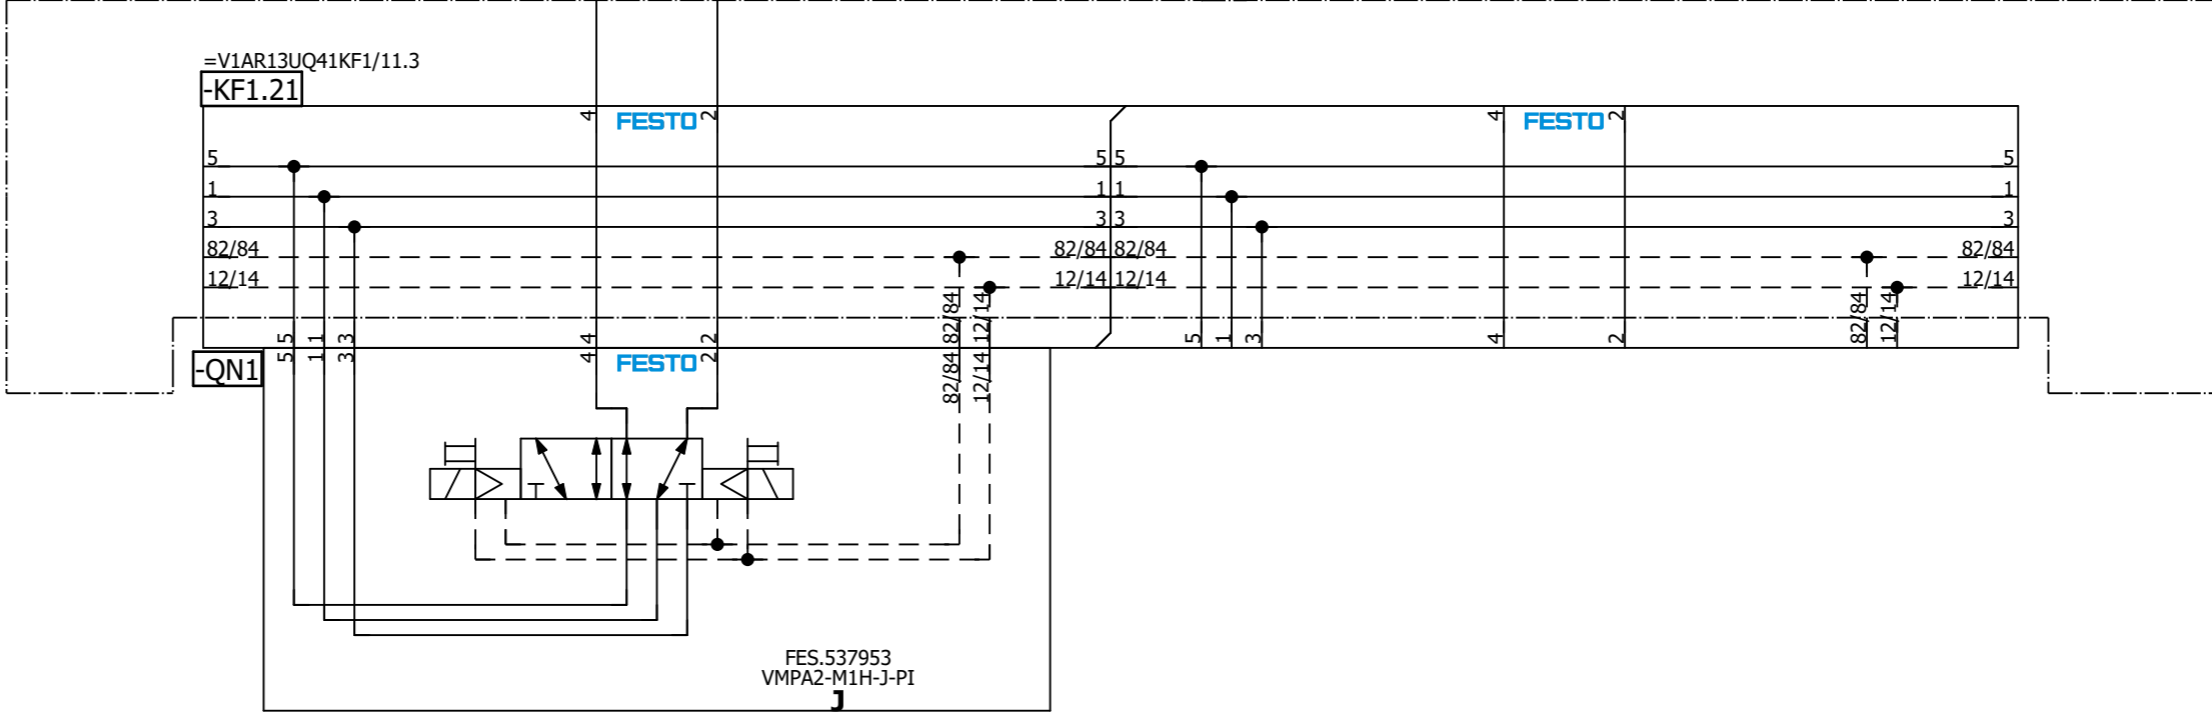 =V1AR13UQ41KF1/11.3
-KF1.21
4 FESTO 2 4 FESTO 2
5 5 5 5
1 1 1 1
3 3 3 3
82/84 82/84 82/84 82/84
12/14 12/14 12/14 12/14
5 1 3 4 2 82/84 12/14 5 1 3 4 2 82/84 12/14
-QN1 5 1 3 4 FESTO 2 82/84 12/14
FES.537953
VMPA2-M1H-J-PI
J